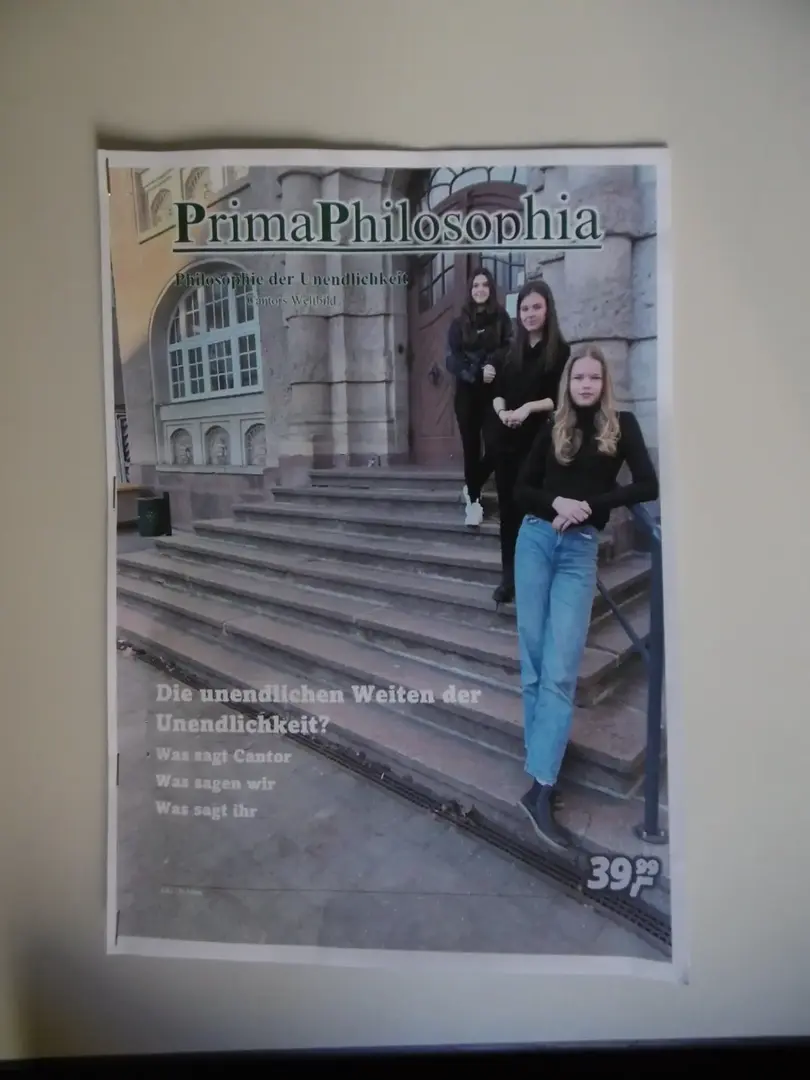 PrimaPhilosophia
Philosophie der Unendlichkeit
Cantors Weltbild
Die unendlichen Weiten der
Unendlichkeit?
Was sagt Cantor
Was sagen wir
Was sagt ihr
39,99